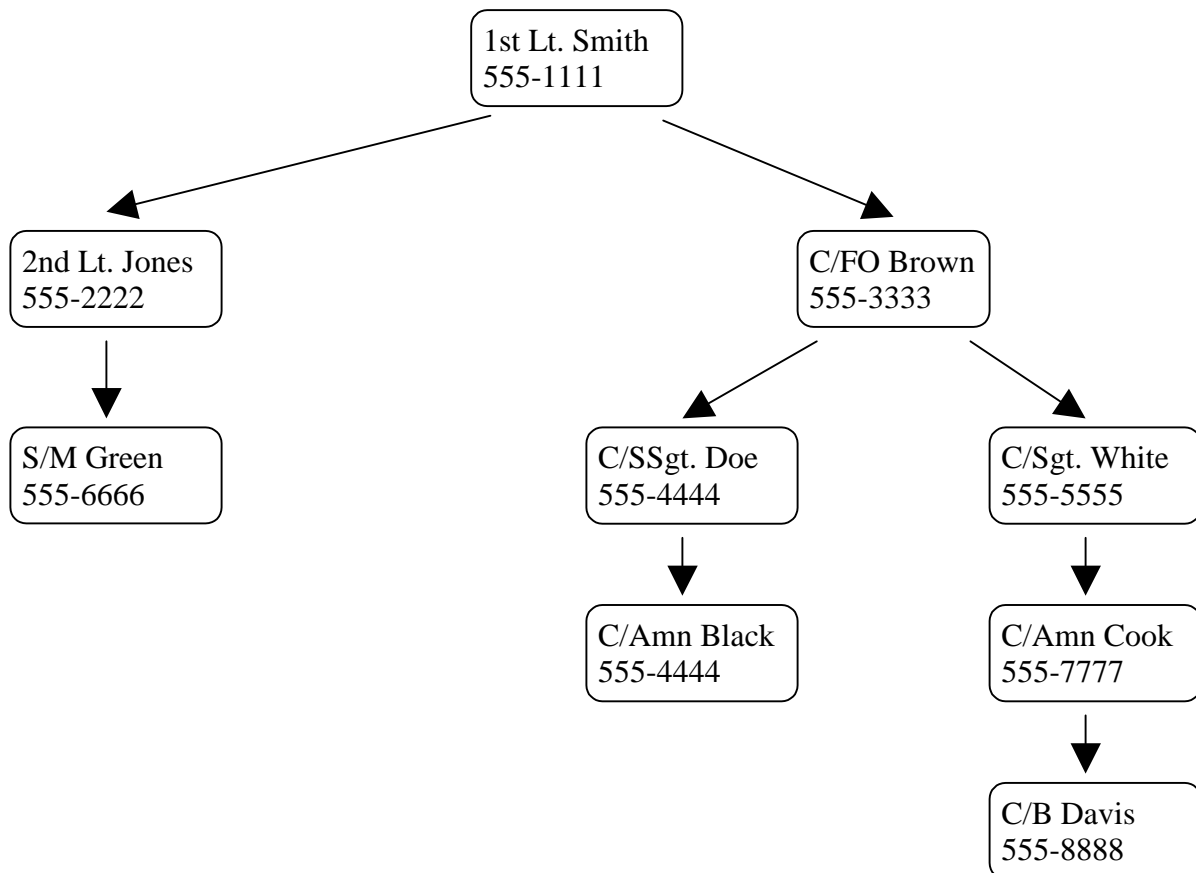 1st Lt. Smith
555-1111
2nd Lt. Jones
555-2222
C/FO Brown
555-3333
S/M Green
555-6666
C/SSgt. Doe
555-4444
C/Sgt. White
555-5555
C/Amn Black
555-4444
C/Amn Cook
555-7777
C/B Davis
555-8888